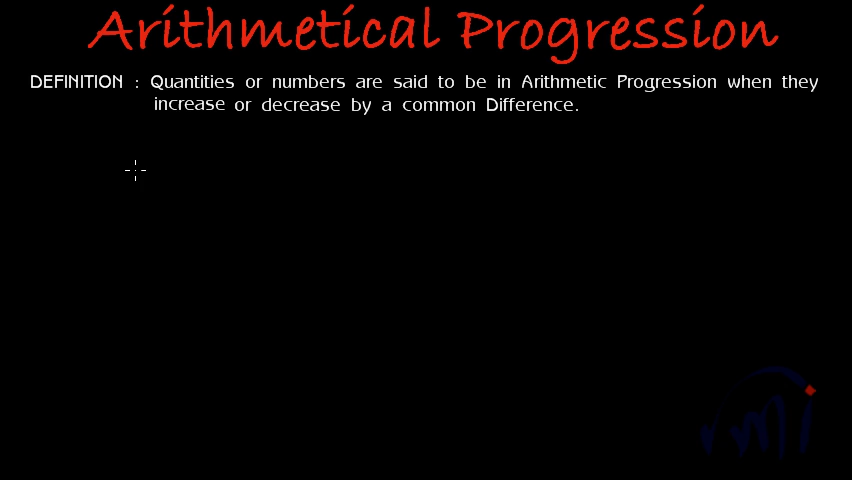 Arithmetical Progression
DEFINITION : Quantities or numbers are said to be in Arithmetic Progression when they
increase or decrease by a common Difference.